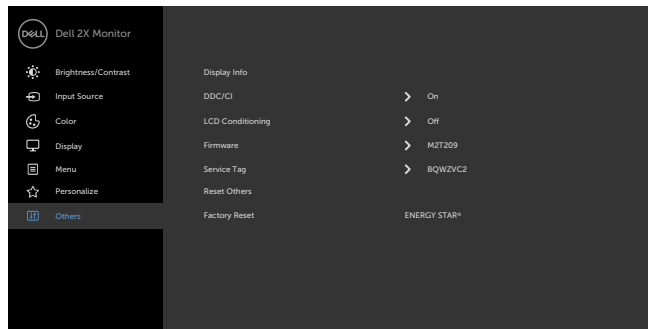 DELL Dell 2X Monitor
Brightness/Contrast Display Info
Input Source DDC/CI On
Color LCD Conditioning Off
Display Firmware M2T209
Menu Service Tag BQWZVC2
Personalize Reset Others
Others Factory Reset ENERGY STAR®